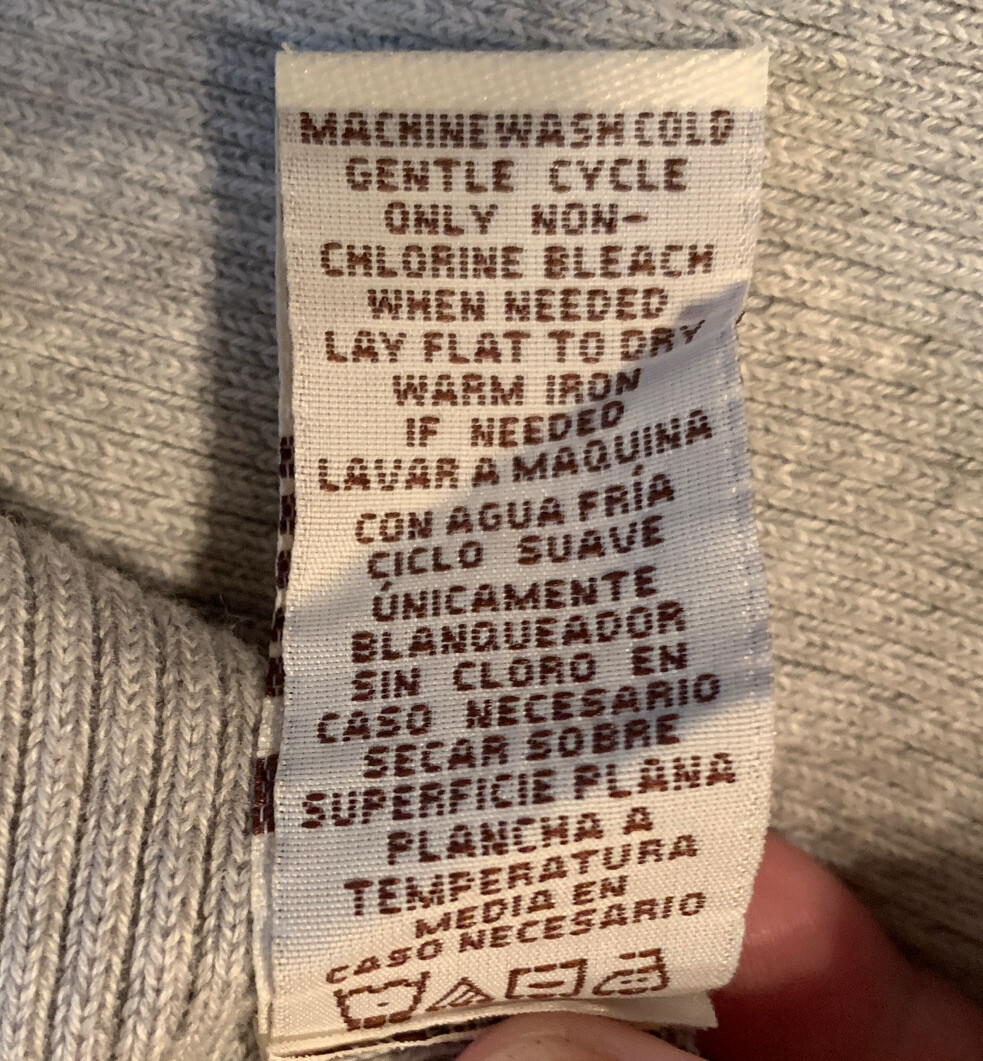 MACHINE WASH COLD
GENTLE CYCLE
ONLY NON-
CHLORINE BLEACH
WHEN NEEDED
LAY FLAT TO DRY
WARM IRON
IF NEEDED
LAVAR A MAQUINA
CON AGUA FRÍA
CICLO SUAVE
ÚNICAMENTE
BLANQUEADOR
SIN CLORO EN
CASO NECESARIO
SECAR SOBRE
SUPERFICIE PLANA
PLANCHA A
TEMPERATURA
MEDIA EN
CASO NECESARIO